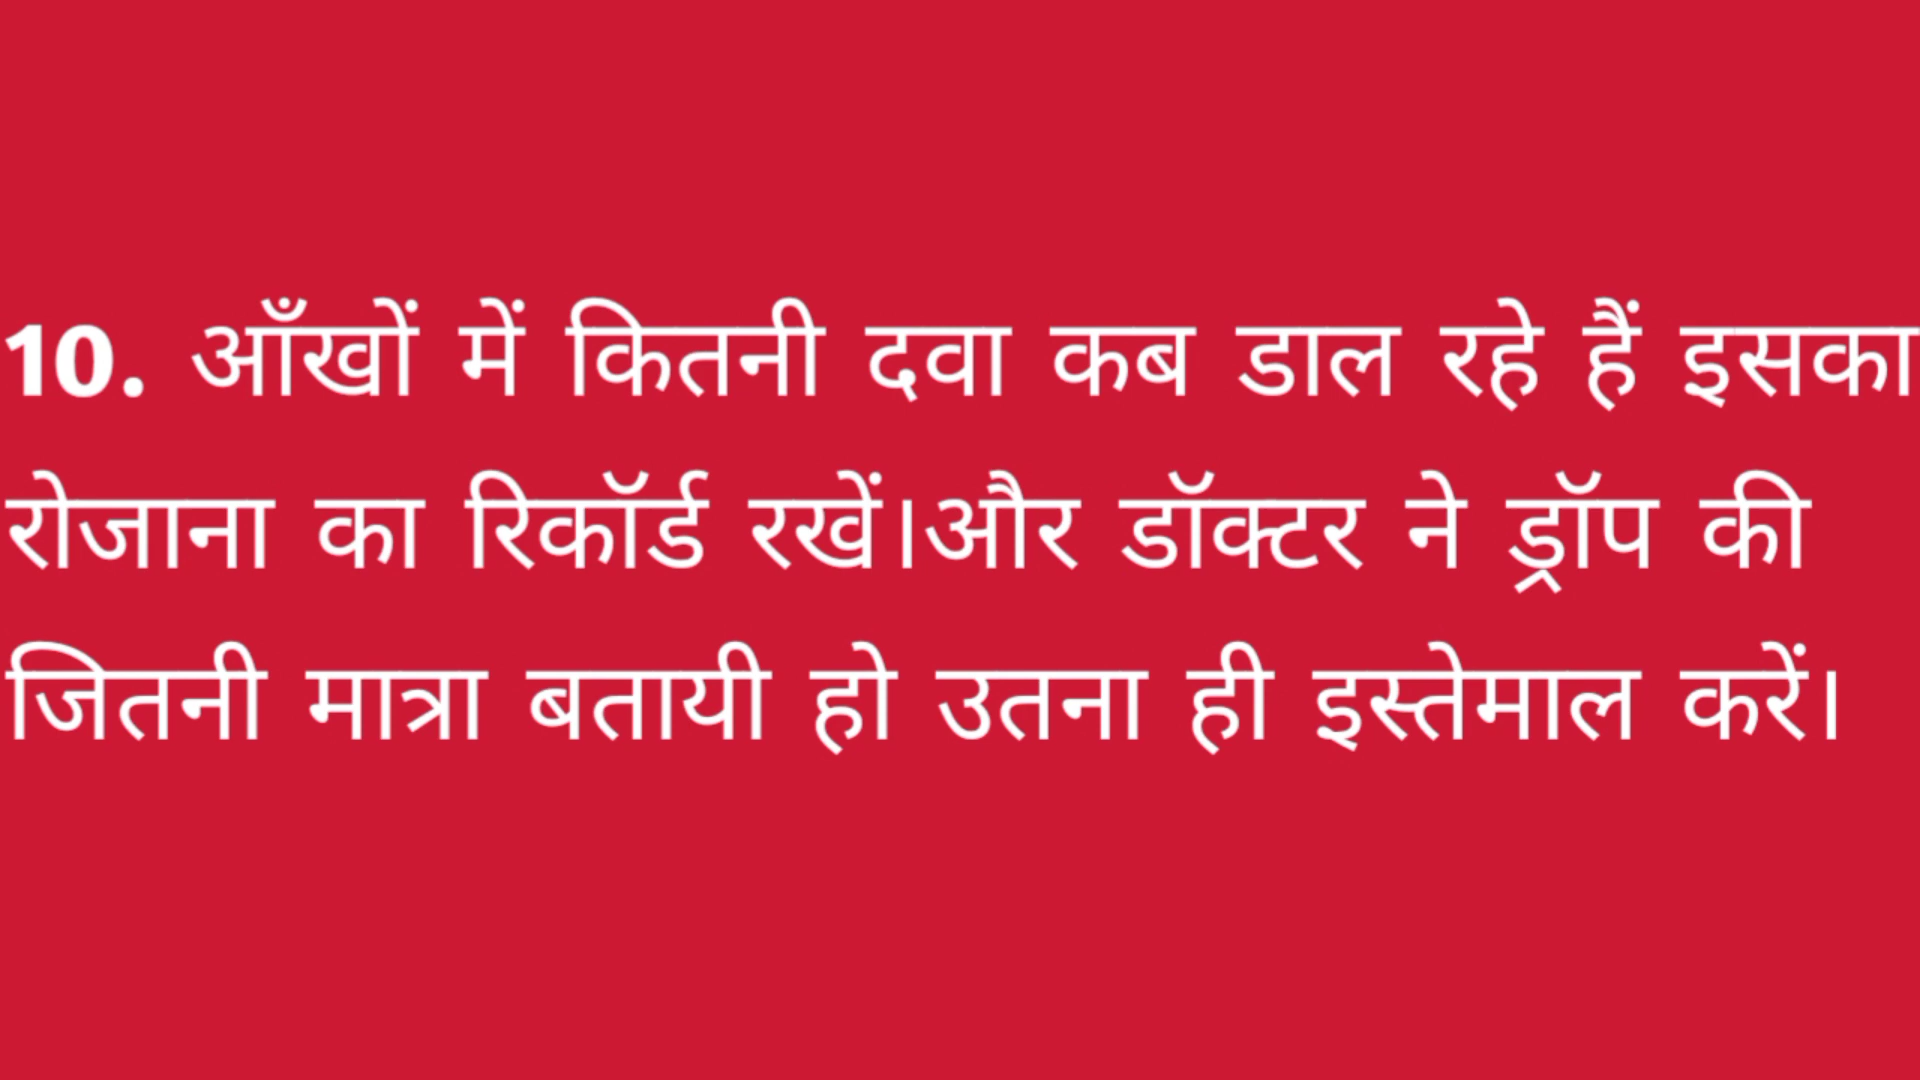 10. आँखों में कितनी दवा कब डाल रहे हैं इसका
रोजाना का रिकॉर्ड रखें।और डॉक्टर ने ड्रॉप की
जितनी मात्रा बतायी हो उतना ही इस्तेमाल करें।